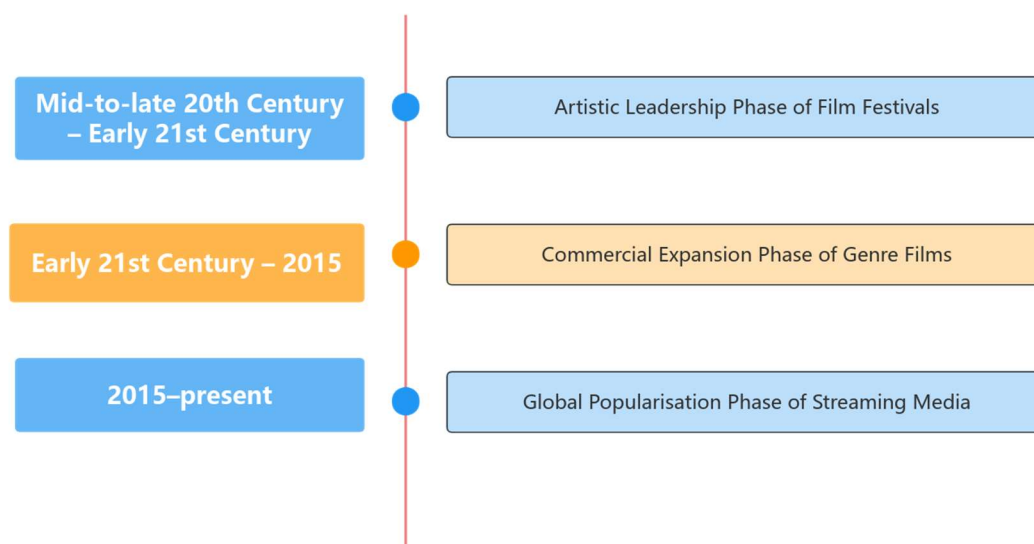 Mid-to-late 20th Century
– Early 21st Century
Artistic Leadership Phase of Film Festivals
Early 21st Century – 2015
Commercial Expansion Phase of Genre Films
2015–present
Global Popularisation Phase of Streaming Media